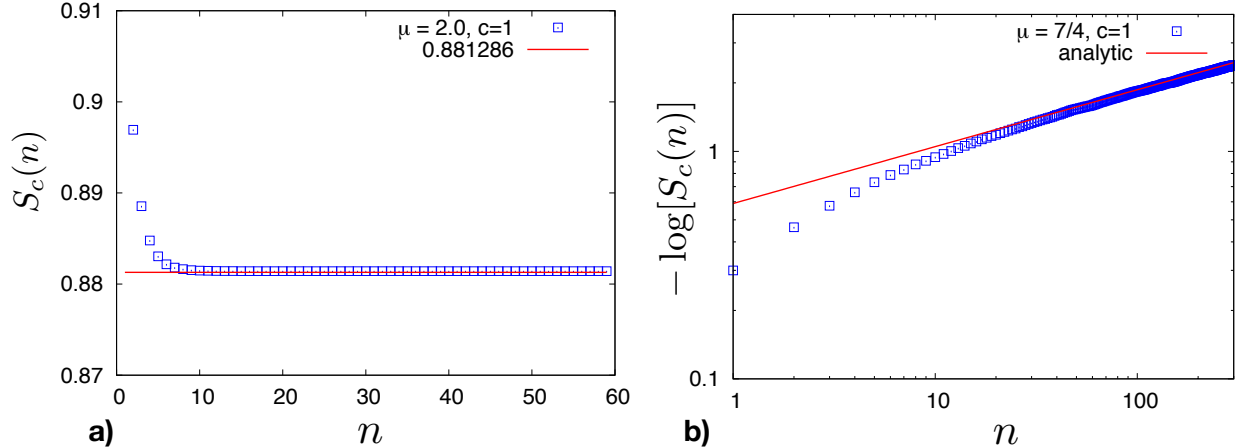 0.91
0.9
0.89
0.88
0.87
S_c(n)
μ = 2.0, c=1
0.881286
0 10 20 30 40 50 60
a)
n
1
0.1
−log[S_c(n)]
μ = 7/4, c=1
analytic
1 10 100
b)
n